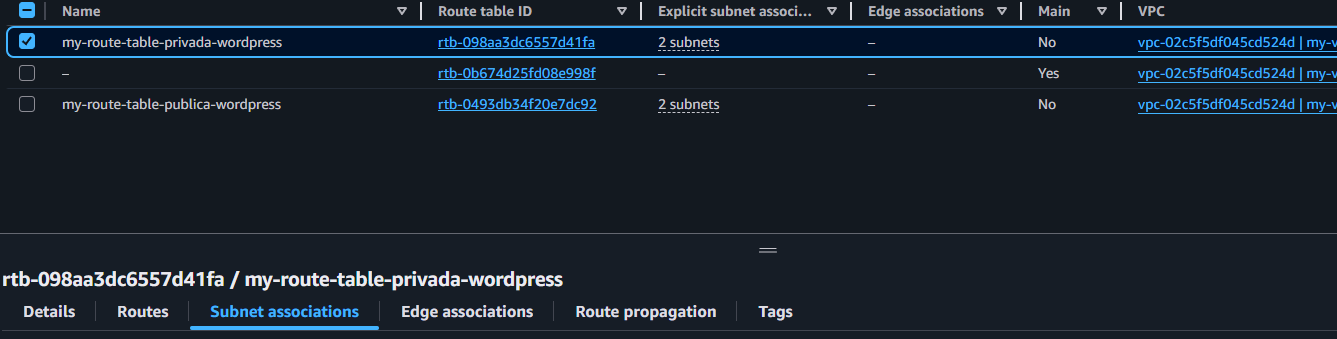 Name Route table ID Explicit subnet associ... Edge associations Main VPC
my-route-table-privada-wordpress rtb-098aa3dc6557d41fa 2 subnets – No vpc-02c5f5df045cd524d | my-v
– rtb-0b674d25fd08e998f – – Yes vpc-02c5f5df045cd524d | my-v
my-route-table-publica-wordpress rtb-0493db34f20e7dc92 2 subnets – No vpc-02c5f5df045cd524d | my-v
rtb-098aa3dc6557d41fa / my-route-table-privada-wordpress
Details Routes Subnet associations Edge associations Route propagation Tags